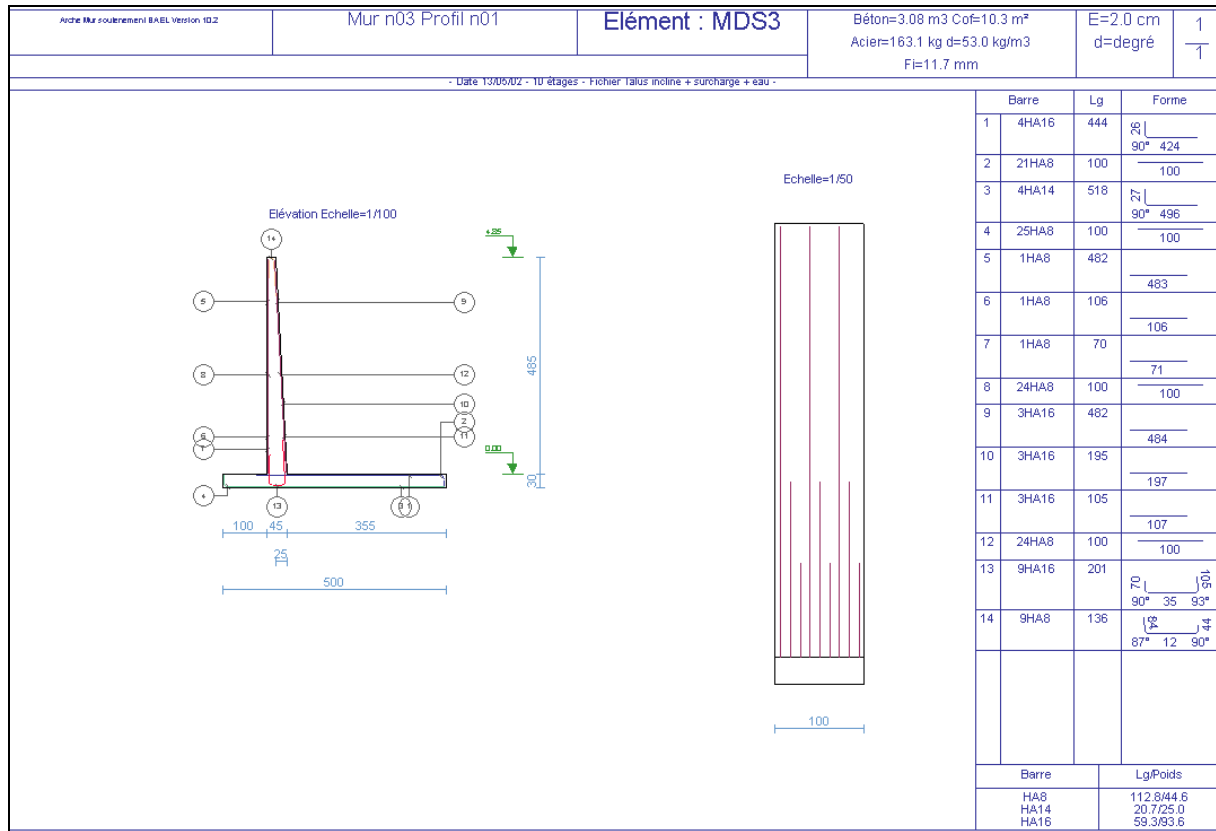 Arche Mur soutenement BAEL Version 10.2
Mur n03 Profil n01
Elément : MDS3
Béton=3.08 m3 Cof=10.3 m²
Acier=163.1 kg d=53.0 kg/m3
Fi=11.7 mm
E=2.0 cm
d=degré
1
1
- Date 13/05/02 - 10 étages - Fichier Talus incline + surcharge + eau -
Barre Lg Forme
1 4HA16 444 26 90° 424
2 21HA8 100 100
3 4HA14 518 27 90° 496
4 25HA8 100 100
5 1HA8 482 483
6 1HA8 106 106
7 1HA8 70 71
8 24HA8 100 100
9 3HA16 482 484
10 3HA16 195 197
11 3HA16 105 107
12 24HA8 100 100
13 9HA16 201 70 90° 35 93° 105
14 9HA8 136 84 87° 12 90° 44
Barre Lg/Poids
HA8 112.8/44.6
HA14 20.7/25.0
HA16 59.3/93.6
Elévation Echelle=1/100
14
4.85
5 9
485
8 12
10
2
6 11
1
0.00
30
4 13 3 1
100 45 355
25
500
Echelle=1/50
100